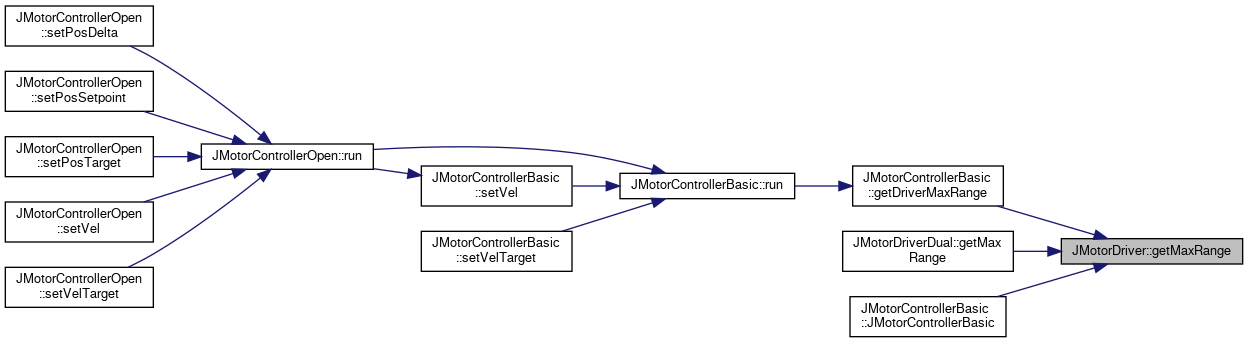 JMotorControllerOpen
::setPosDelta
JMotorControllerOpen
::setPosSetpoint
JMotorControllerOpen
::setPosTarget
JMotorControllerOpen
::setVel
JMotorControllerOpen
::setVelTarget
JMotorControllerOpen::run
JMotorControllerBasic
::setVel
JMotorControllerBasic
::setVelTarget
JMotorControllerBasic::run
JMotorControllerBasic
::getDriverMaxRange
JMotorDriverDual::getMax
Range
JMotorControllerBasic
::JMotorControllerBasic
JMotorDriver::getMaxRange